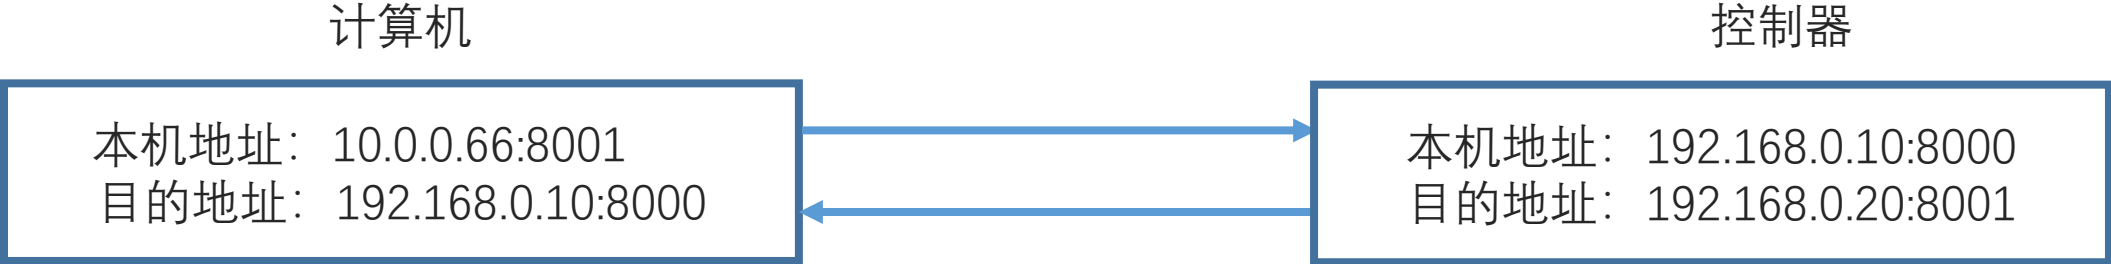 计算机
控制器
本机地址：10.0.0.66:8001
目的地址：192.168.0.10:8000
本机地址：192.168.0.10:8000
目的地址：192.168.0.20:8001